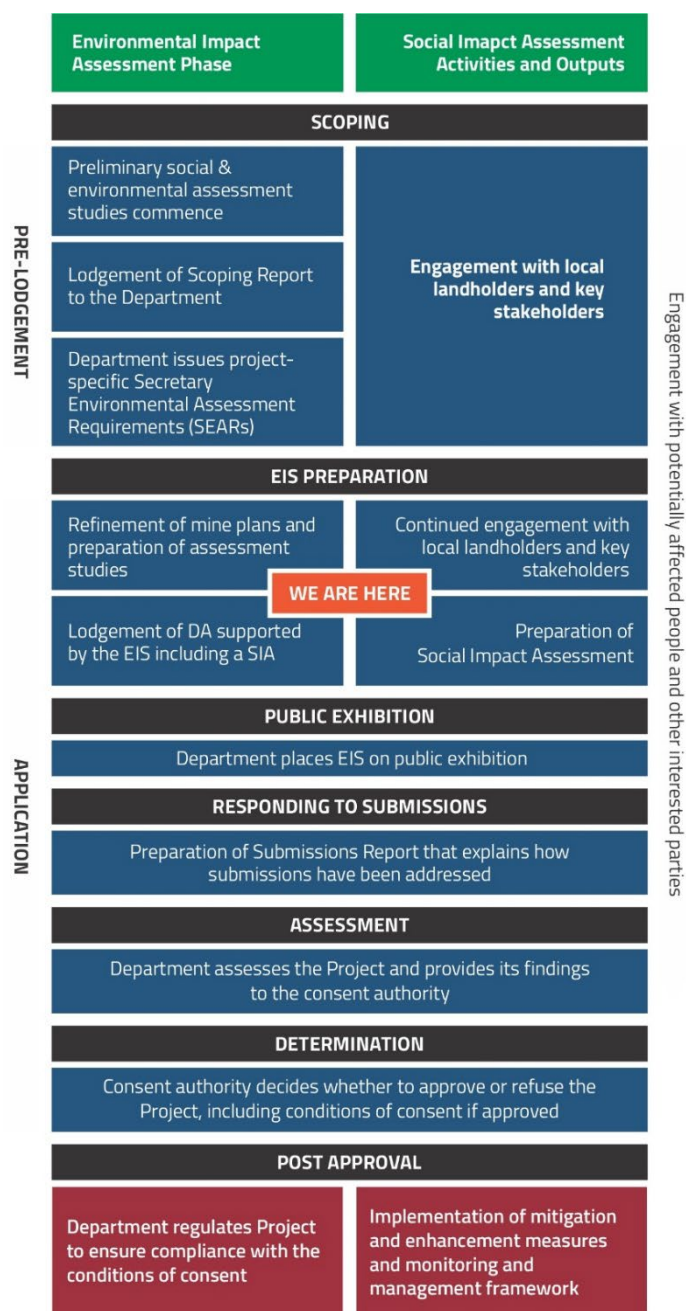 Environmental Impact
Assessment Phase
Social Imapct Assessment
Activities and Outputs
SCOPING
PRE-LODGEMENT
Preliminary social &
environmental assessment
studies commence
Lodgement of Scoping Report
to the Department
Department issues project-
specific Secretary
Environmental Assessment
Requirements (SEARs)
Engagement with local
landholders and key
stakeholders
Engagement with potentially affected people and other interested parties
EIS PREPARATION
APPLICATION
Refinement of mine plans and
preparation of assessment
studies
Continued engagement with
local landholders and key
stakeholders
WE ARE HERE
Lodgement of DA supported
by the EIS including a SIA
Preparation of
Social Impact Assessment
PUBLIC EXHIBITION
Department places EIS on public exhibition
RESPONDING TO SUBMISSIONS
Preparation of Submissions Report that explains how
submissions have been addressed
ASSESSMENT
Department assesses the Project and provides its findings
to the consent authority
DETERMINATION
Consent authority decides whether to approve or refuse the
Project, including conditions of consent if approved
POST APPROVAL
Department regulates Project
to ensure compliance with the
conditions of consent
Implementation of mitigation
and enhancement measures
and monitoring and
management framework